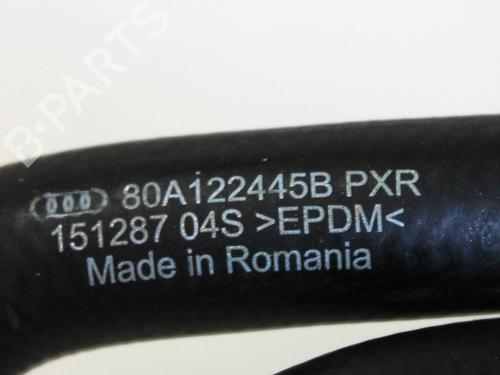 B-PARTS
80A122445B PXR
151287 04S >EPDM<
Made in Romania